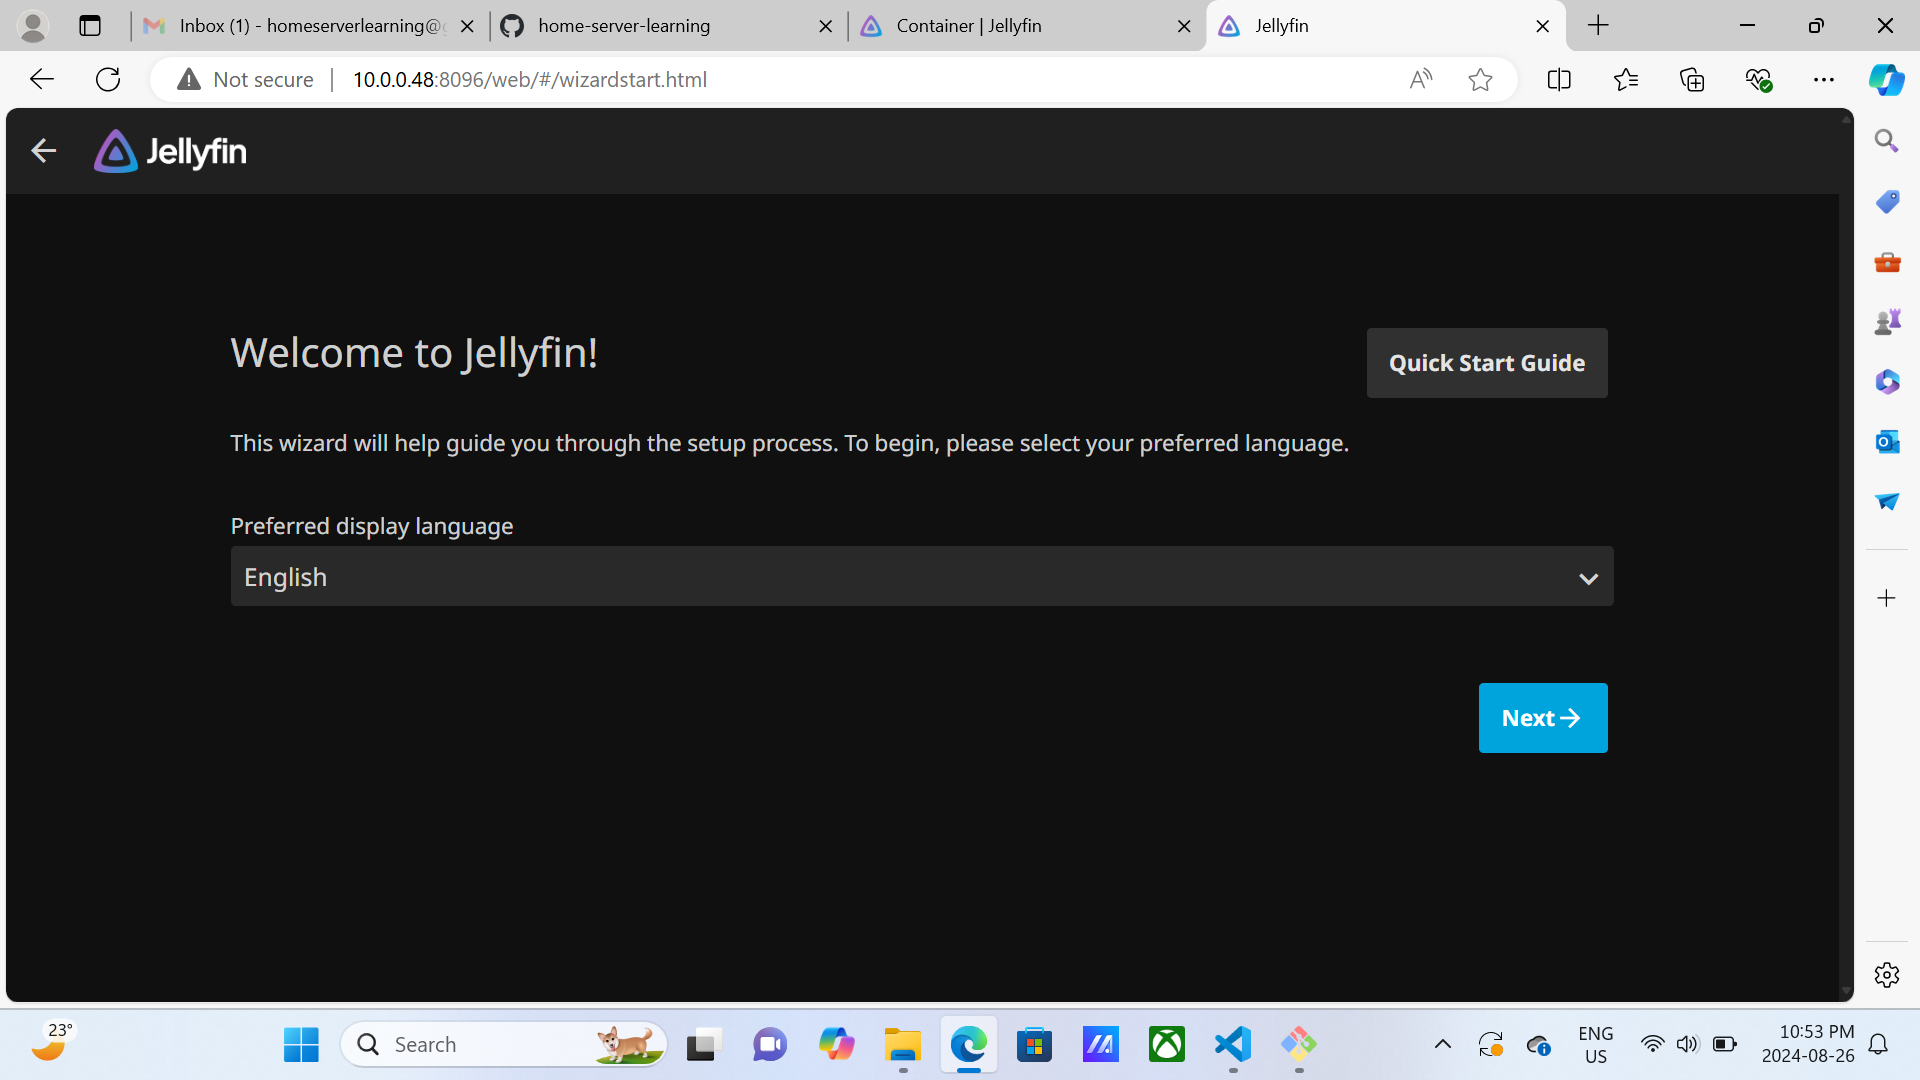 Inbox (1) - homeserverlearning@g
home-server-learning
Container | Jellyfin
Jellyfin
Not secure
10.0.0.48:8096/web/#/wizardstart.html
Jellyfin
Welcome to Jellyfin!
Quick Start Guide
This wizard will help guide you through the setup process. To begin, please select your preferred language.
Preferred display language
English
Next
23°
Search
ENG
US
10:53 PM
2024-08-26